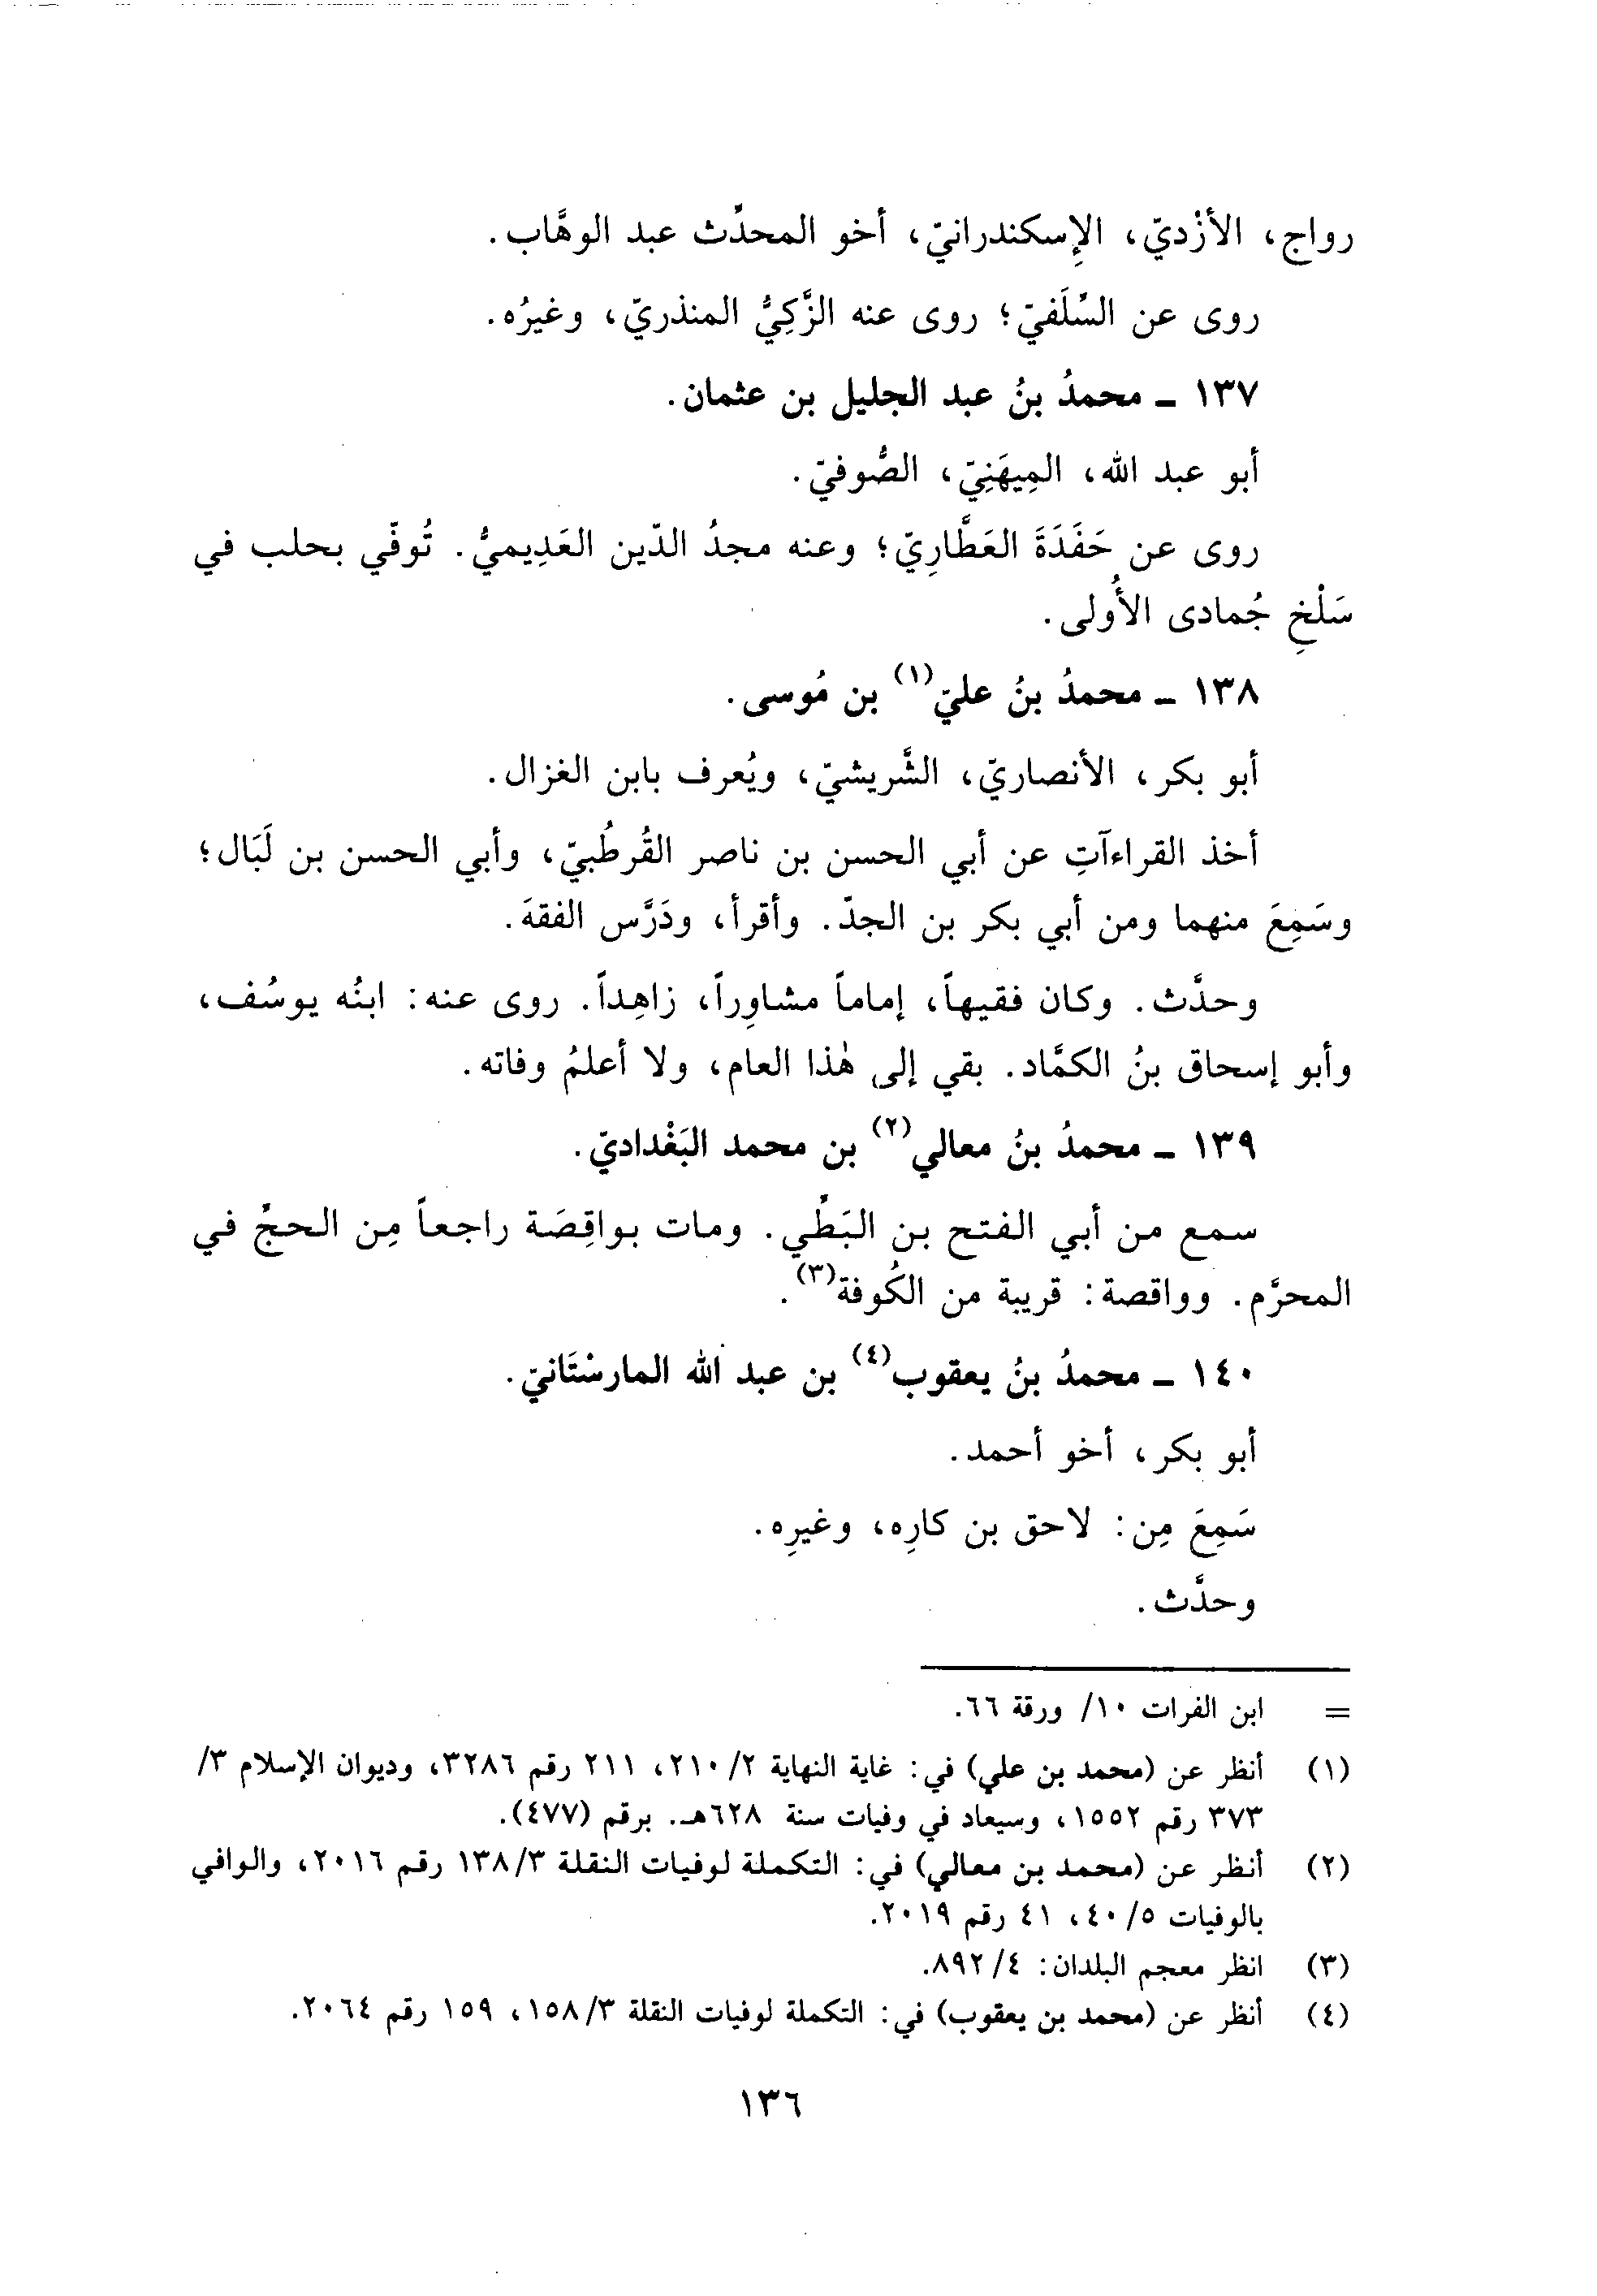 رواج، الأزْديّ، الإسكندرانيّ، أخو المحدِّث عبد الوهَّاب.
روى عن السِّلَفيّ؛ روى عنه الزَّكِيُّ المنذريّ، وغيرُه.
١٣٧ ـ محمدُ بنُ عبد الجليل بن عثمان.
أبو عبد الله، المِيهَنِيّ، الصُّوفيّ.
روى عن حَفَدَةَ العَطَّارِيّ؛ وعنه مجدُ الدّين العَدِيميُّ. تُوفّي بحلب في
سَلْخِ جُمادى الأُولى.
١٣٨ ـ محمدُ بنُ عليّ(١) بن مُوسى.
أبو بكر، الأنصاريّ، الشَّريشيّ، ويُعرف بابن الغزال.
أخذ القراءآتِ عن أبي الحسن بن ناصر القُرطُبيّ، وأبي الحسن بن لَبَال؛
وسَمِعَ منهما ومن أبي بكر بن الجدّ. وأقرأ، ودَرَّس الفقهَ.
وحدَّث. وكان فقيهاً، إماماً مشاوِراً، زاهِداً. روى عنه: ابنُه يوسُف،
وأبو إسحاق بنُ الكمَّاد. بقي إلى هٰذا العام، ولا أعلمُ وفاته.
١٣٩ ـ محمدُ بنُ معالي(٢) بن محمد البَغْداديّ.
سمع من أبي الفتح بن البَطِّي. ومات بواقِصَة راجعاً مِن الحجِّ في
المحرَّم. وواقصة: قريبة من الكُوفة(٣).
١٤٠ ـ محمدُ بنُ يعقوب(٤) بن عبد الله المارسْتَانيّ.
أبو بكر، أخو أحمد.
سَمِعَ مِن: لاحق بن كارِه، وغيرِه.
وحدَّث.
= ابن الفرات ١٠/ ورقة ٦٦.
(١) أنظر عن (محمد بن علي) في: غاية النهاية ٢/٢١٠، ٢١١ رقم ٣٢٨٦، وديوان الإسلام ٣/
٣٧٣ رقم ١٥٥٢، وسيعاد في وفيات سنة ٦٢٨هـ. برقم (٤٧٧).
(٢) أنظر عن (محمد بن معالي) في: التكملة لوفيات النقلة ٣/١٣٨ رقم ٢٠١٦، والوافي
بالوفيات ٥/٤٠، ٤١ رقم ٢٠١٩.
(٣) انظر معجم البلدان: ٤/ ٨٩٢.
(٤) أنظر عن (محمد بن يعقوب) في: التكملة لوفيات النقلة ٣/١٥٨، ١٥٩ رقم ٢٠٦٤.
١٣٦